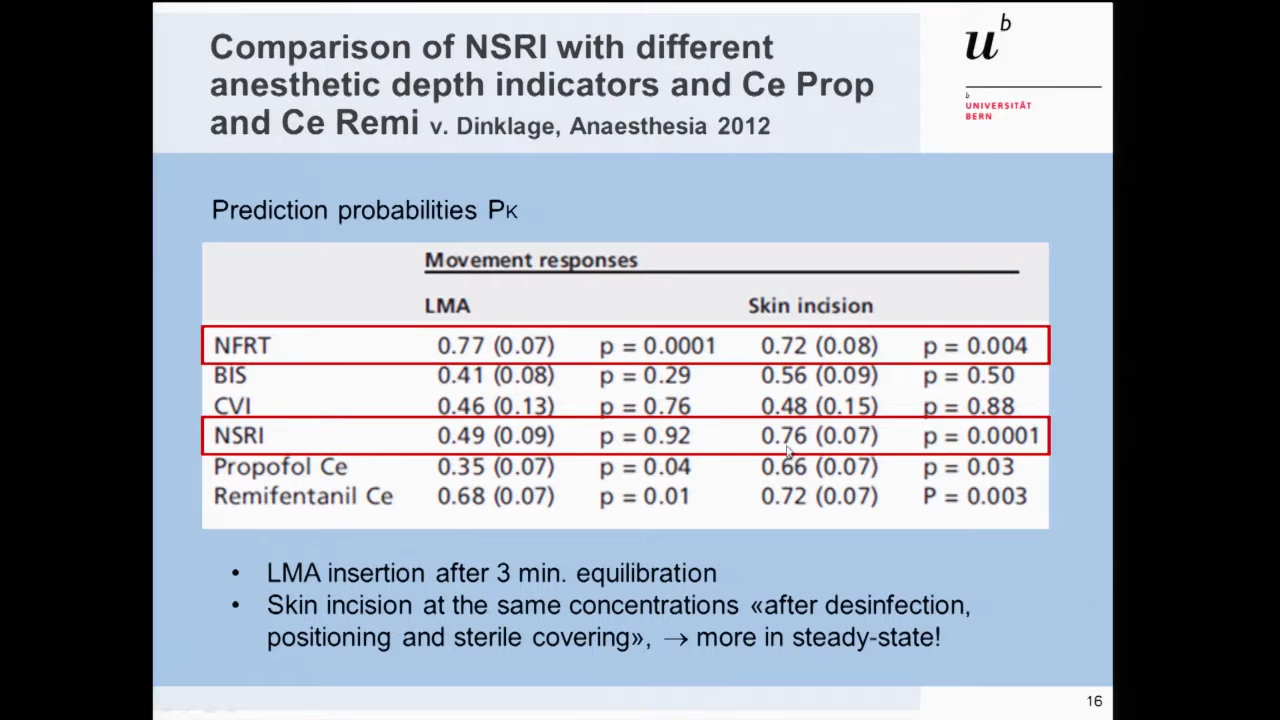 Comparison of NSRI with different
anesthetic depth indicators and Ce Prop
and Ce Remi v. Dinklage, Anaesthesia 2012
u b
b
UNIVERSITÄT
BERN
Prediction probabilities PK
Movement responses
LMA Skin incision
NFRT 0.77 (0.07) p = 0.0001 0.72 (0.08) p = 0.004
BIS 0.41 (0.08) p = 0.29 0.56 (0.09) p = 0.50
CVI 0.46 (0.13) p = 0.76 0.48 (0.15) p = 0.88
NSRI 0.49 (0.09) p = 0.92 0.76 (0.07) p = 0.0001
Propofol Ce 0.35 (0.07) p = 0.04 0.66 (0.07) p = 0.03
Remifentanil Ce 0.68 (0.07) p = 0.01 0.72 (0.07) P = 0.003
• LMA insertion after 3 min. equilibration
• Skin incision at the same concentrations «after desinfection,
positioning and sterile covering», → more in steady-state!
16